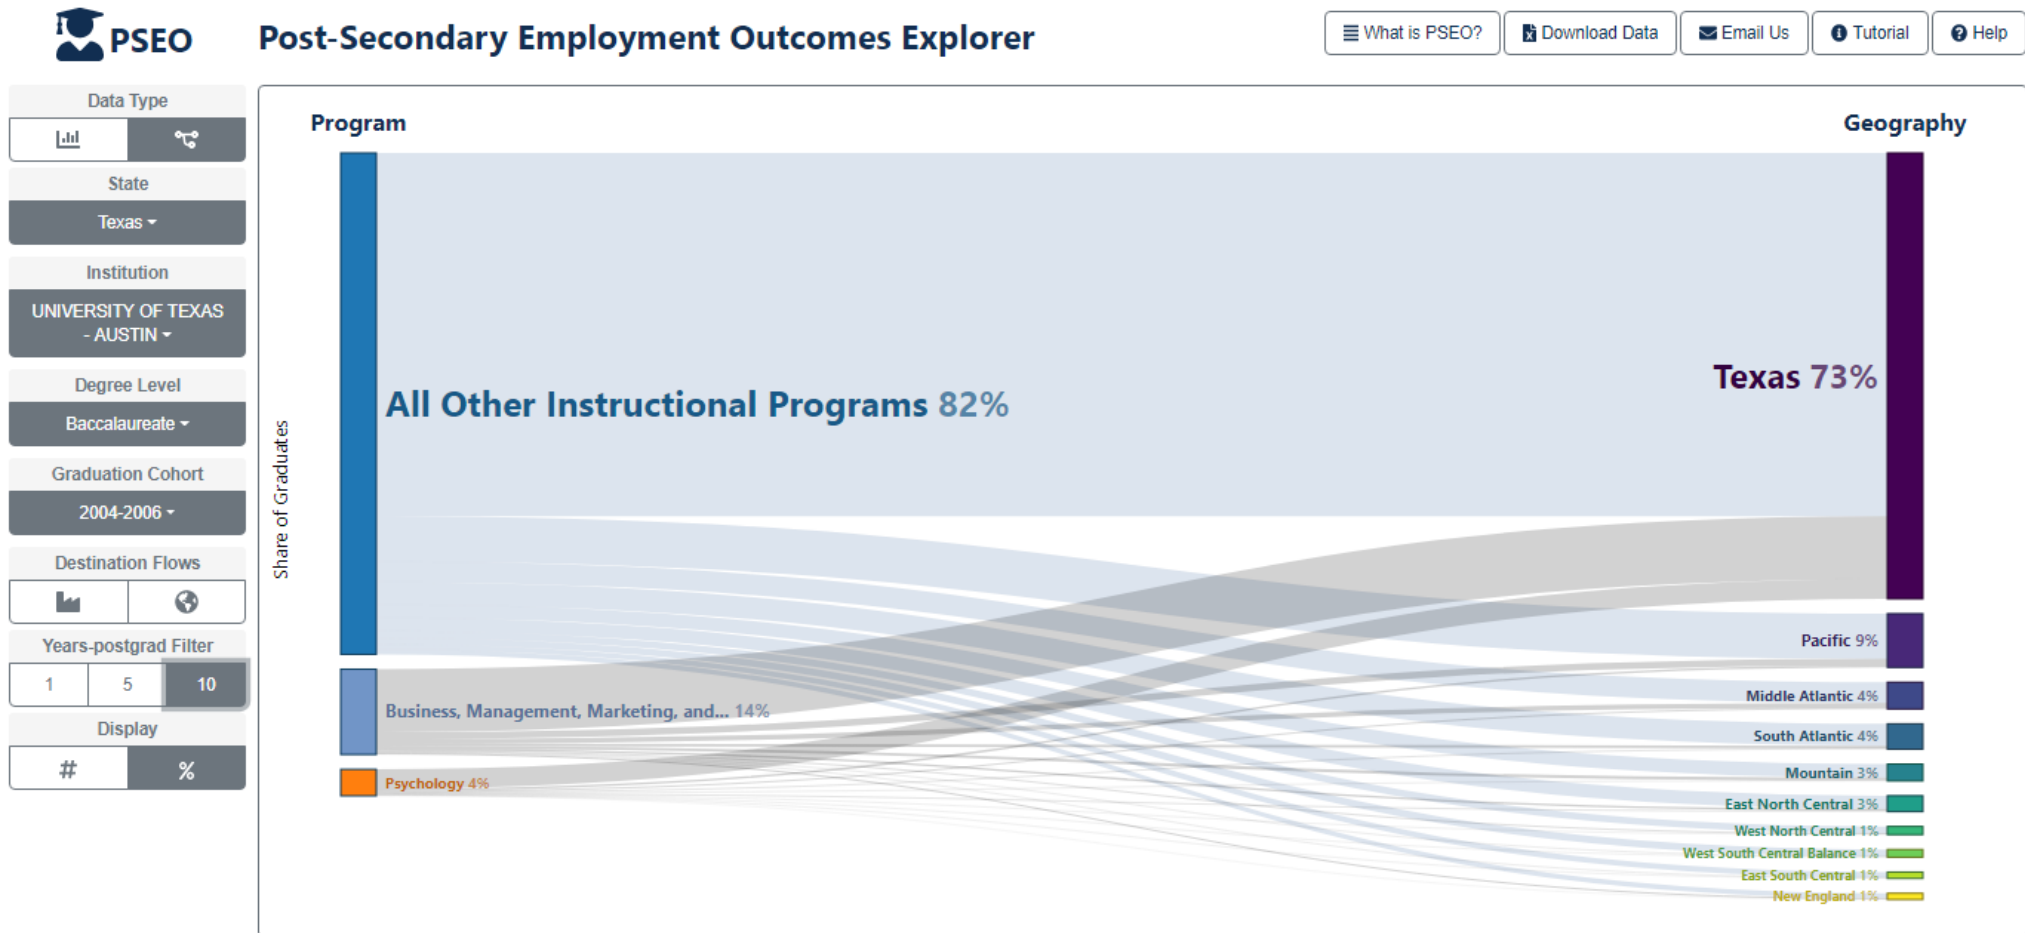 PSEO
Post-Secondary Employment Outcomes Explorer
What is PSEO?
Download Data
Email Us
Tutorial
Help
Data Type
State
Texas
Institution
UNIVERSITY OF TEXAS
- AUSTIN
Degree Level
Baccalaureate
Graduation Cohort
2004-2006
Destination Flows
Years-postgrad Filter
1 5 10
Display
# %
Program
Geography
Share of Graduates
All Other Instructional Programs 82%
Business, Management, Marketing, and... 14%
Psychology 4%
Texas 73%
Pacific 9%
Middle Atlantic 4%
South Atlantic 4%
Mountain 3%
East North Central 3%
West North Central 1%
West South Central Balance 1%
East South Central 1%
New England 1%